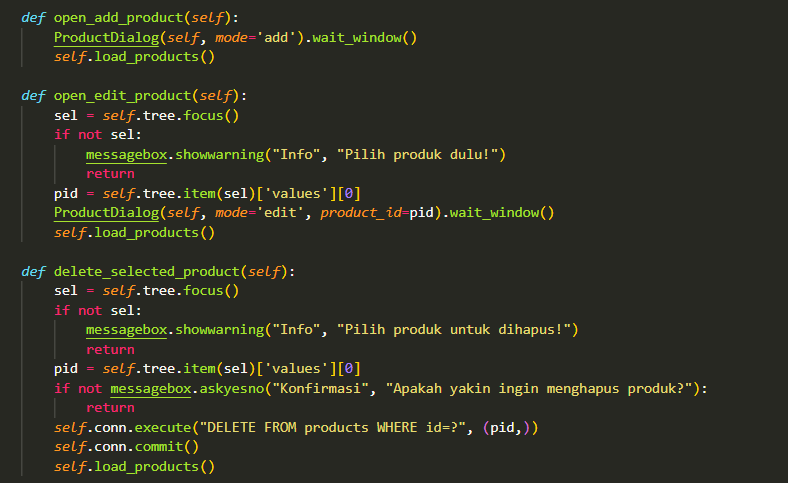 def open_add_product(self):
    ProductDialog(self, mode='add').wait_window()
    self.load_products()

def open_edit_product(self):
    sel = self.tree.focus()
    if not sel:
        messagebox.showwarning("Info", "Pilih produk dulu!")
        return
    pid = self.tree.item(sel)['values'][0]
    ProductDialog(self, mode='edit', product_id=pid).wait_window()
    self.load_products()

def delete_selected_product(self):
    sel = self.tree.focus()
    if not sel:
        messagebox.showwarning("Info", "Pilih produk untuk dihapus!")
        return
    pid = self.tree.item(sel)['values'][0]
    if not messagebox.askyesno("Konfirmasi", "Apakah yakin ingin menghapus produk?"):
        return
    self.conn.execute("DELETE FROM products WHERE id=?", (pid,))
    self.conn.commit()
    self.load_products()